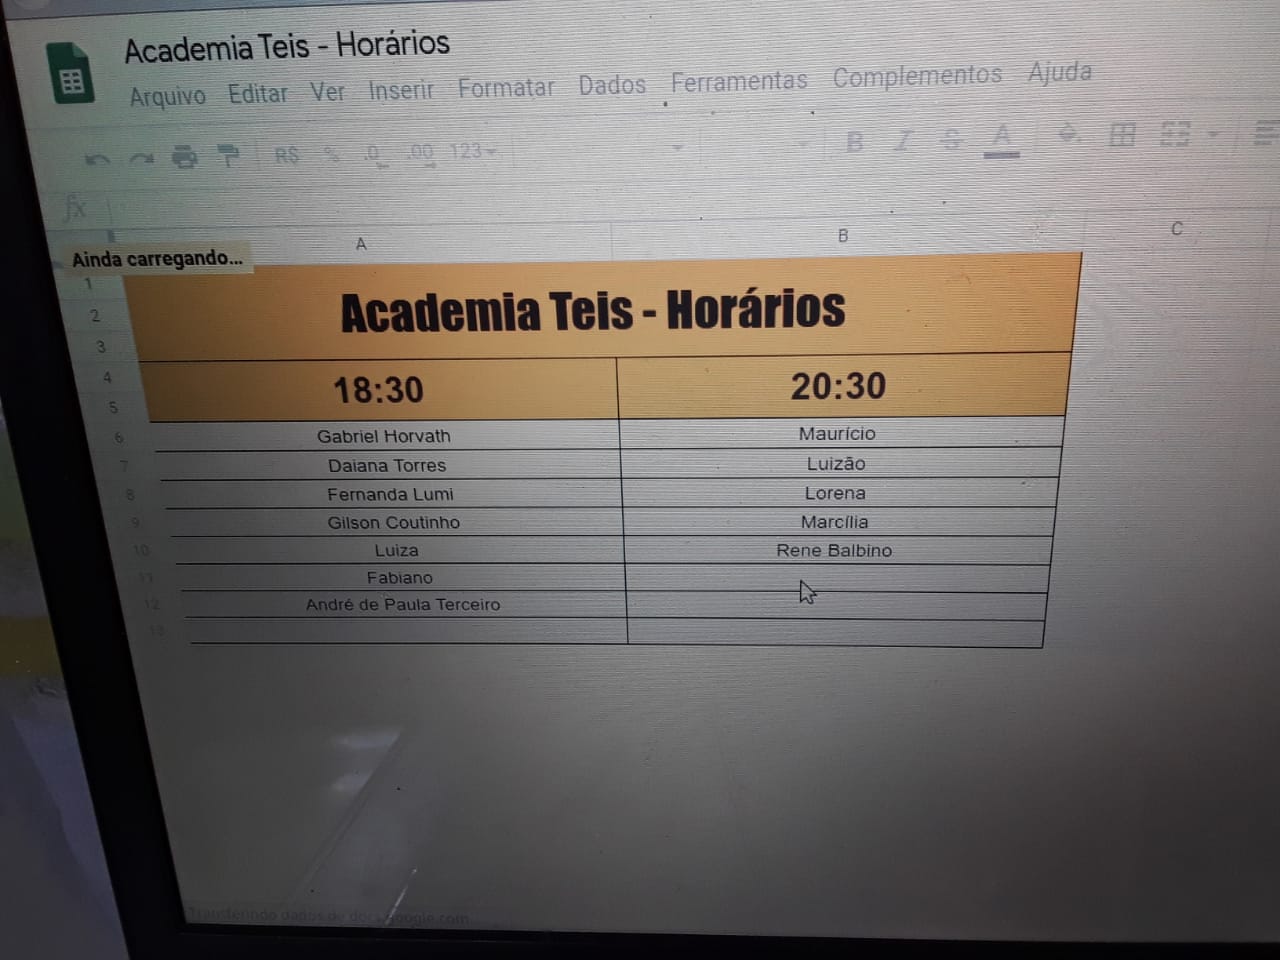 Academia Teis - Horários
Arquivo Editar Ver Inserir Formatar Dados Ferramentas Complementos Ajuda
R$ % .0 .00 123 B I S A
fx
A B C
Ainda carregando...
1
2 Academia Teis - Horários
3
4 18:30 20:30
5
6 Gabriel Horvath Maurício
7 Daiana Torres Luizão
8 Fernanda Lumi Lorena
9 Gilson Coutinho Marcília
10 Luiza Rene Balbino
11 Fabiano
12 André de Paula Terceiro
13
Transferindo dados de docs.google.com...